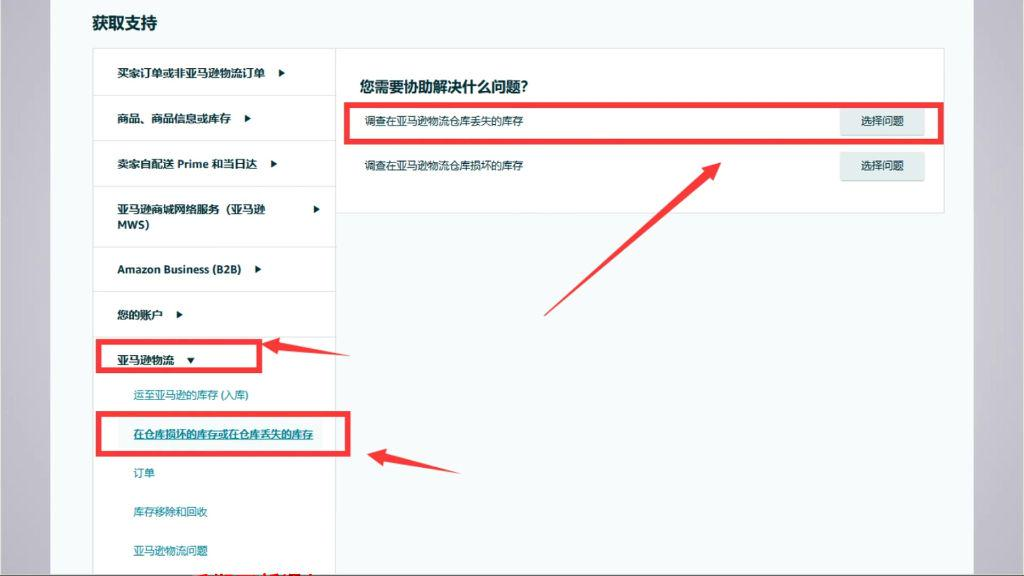 获取支持
买家订单或非亚马逊物流订单
商品、商品信息或库存
卖家自配送 Prime 和当日达
亚马逊商城网络服务（亚马逊
MWS）
Amazon Business (B2B)
您的账户
亚马逊物流
运至亚马逊的库存 (入库)
在仓库损坏的库存或在仓库丢失的库存
订单
库存移除和回收
亚马逊物流问题
您需要协助解决什么问题?
调查在亚马逊物流仓库丢失的库存
选择问题
调查在亚马逊物流仓库损坏的库存
选择问题